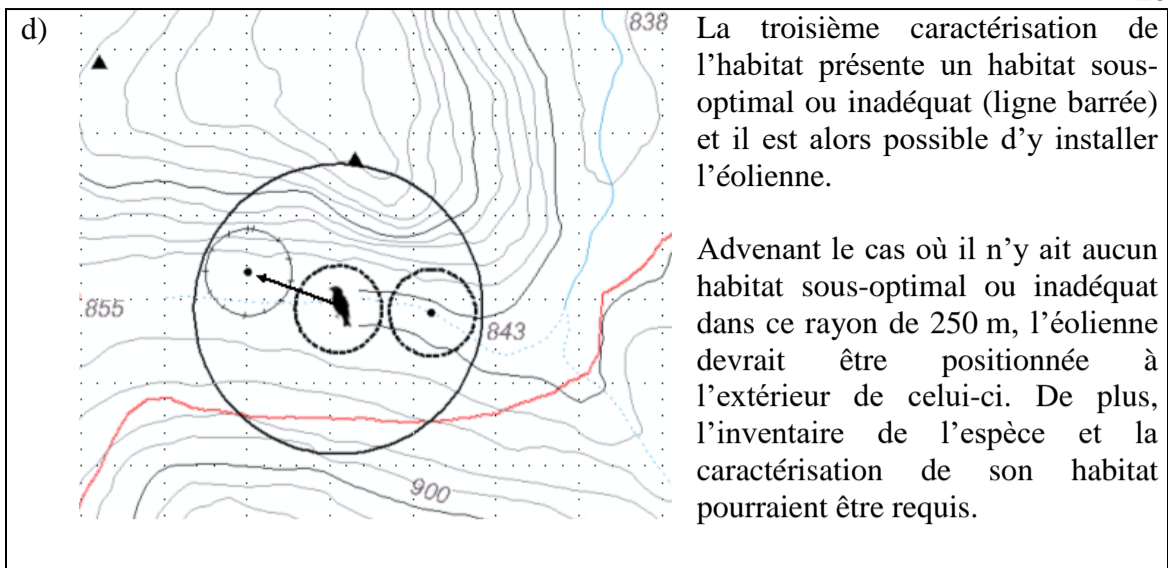 d)
838
855
843
900
La troisième caractérisation de
l'habitat présente un habitat sous-
optimal ou inadéquat (ligne barrée)
et il est alors possible d'y installer
l'éolienne.
Advenant le cas où il n'y ait aucun
habitat sous-optimal ou inadéquat
dans ce rayon de 250 m, l'éolienne
devrait être positionnée à
l'extérieur de celui-ci. De plus,
l'inventaire de l'espèce et la
caractérisation de son habitat
pourraient être requis.